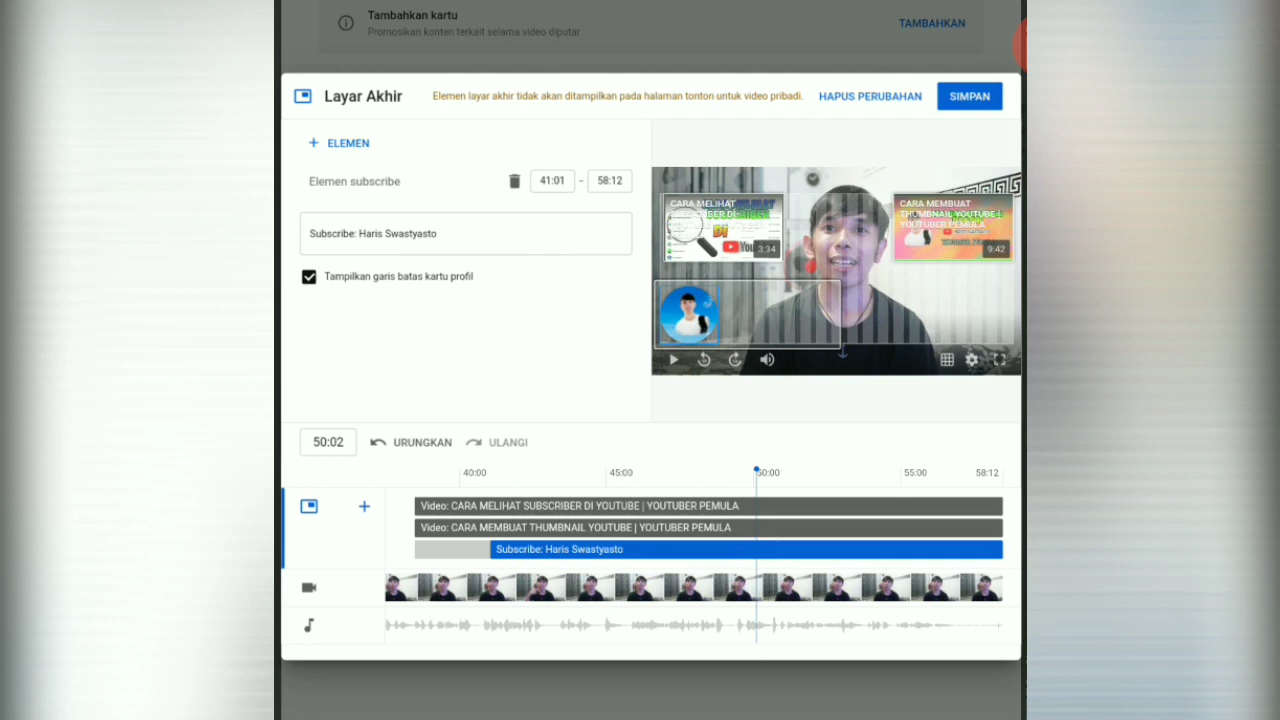 Tambahkan kartu
Promosikan konten terkait selama video diputar
TAMBAHKAN
Layar Akhir
Elemen layar akhir tidak akan ditampilkan pada halaman tonton untuk video pribadi.
HAPUS PERUBAHAN
SIMPAN
+ ELEMEN
Elemen subscribe
41:01 - 58:12
Subscribe: Haris Swastyasto
Tampilkan garis batas kartu profil
CARA MELIHAT
DI
3:34
CARA MEMBUAT
THUMBNAIL YOUTUBE |
YOUTUBER PEMULA
9:42
50:02
URUNGKAN
ULANGI
40:00
45:00
50:00
55:00
58:12
Video: CARA MELIHAT SUBSCRIBER DI YOUTUBE | YOUTUBER PEMULA
Video: CARA MEMBUAT THUMBNAIL YOUTUBE | YOUTUBER PEMULA
Subscribe: Haris Swastyasto